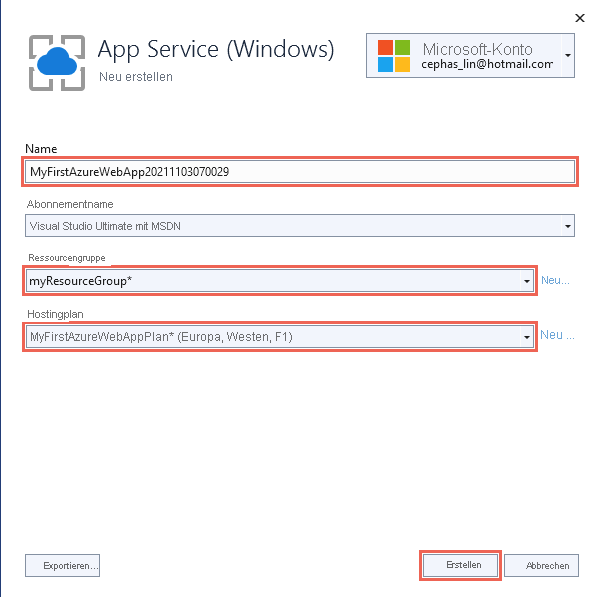 App Service (Windows)
Neu erstellen
Microsoft-Konto
cephas_lin@hotmail.com
Name
MyFirstAzureWebApp20211103070029
Abonnementname
Visual Studio Ultimate mit MSDN
Ressourcengruppe
myResourceGroup*
Neu...
Hostingplan
MyFirstAzureWebAppPlan* (Europa, Westen, F1)
Neu ...
Exportieren...
Erstellen
Abbrechen